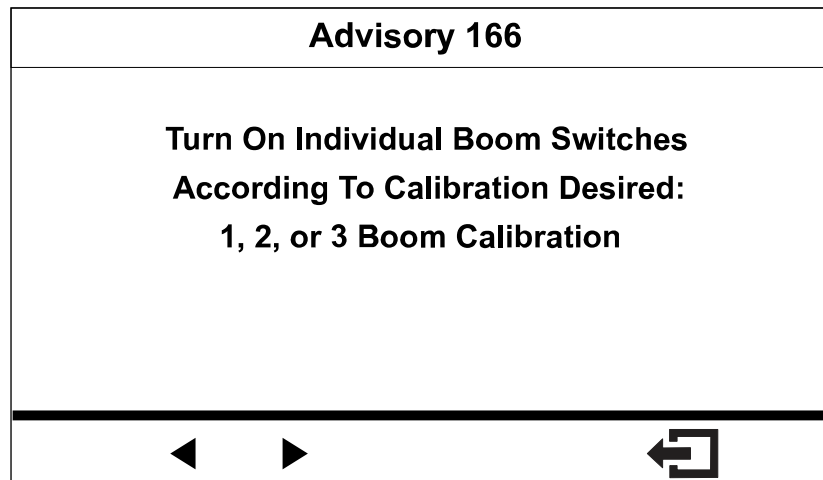 Advisory 166
Turn On Individual Boom Switches
According To Calibration Desired:
1, 2, or 3 Boom Calibration